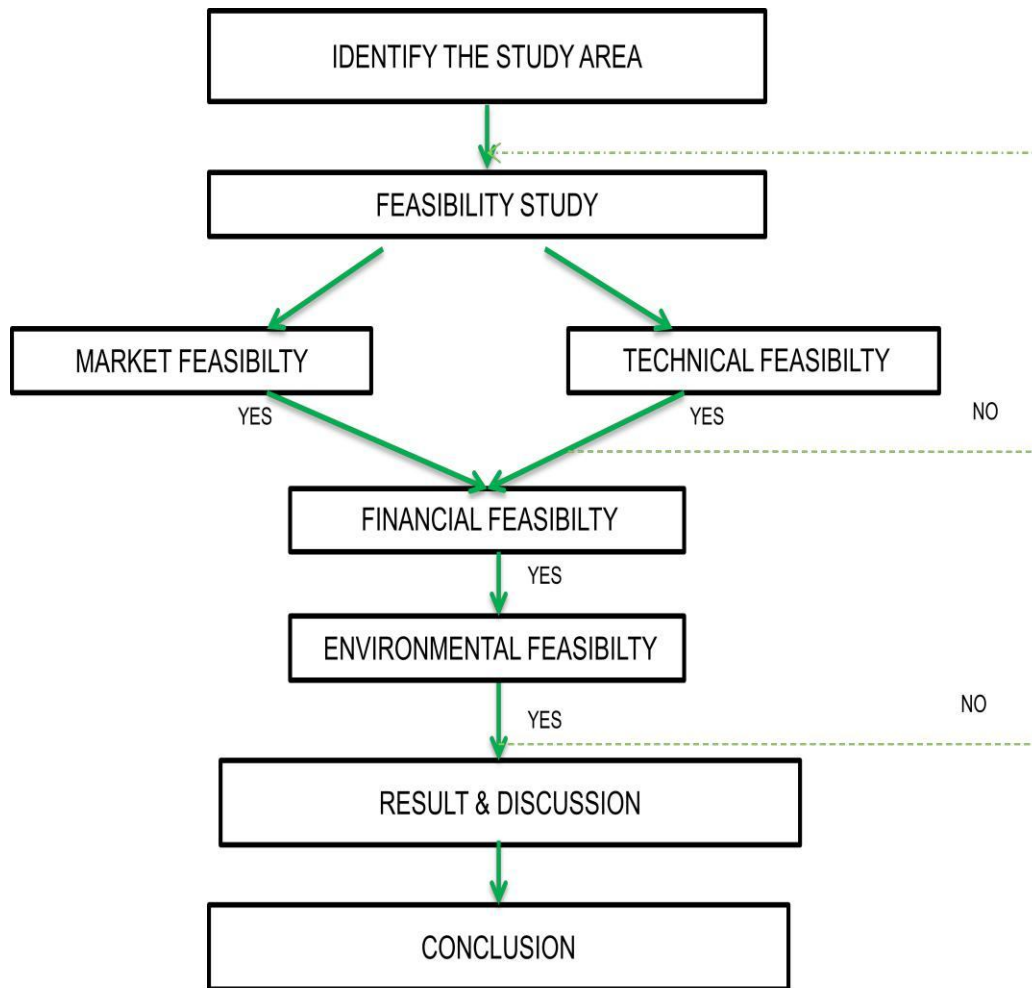 IDENTIFY THE STUDY AREA
FEASIBILITY STUDY
MARKET FEASIBILTY
TECHNICAL FEASIBILTY
YES
YES
NO
FINANCIAL FEASIBILTY
YES
ENVIRONMENTAL FEASIBILTY
YES
NO
RESULT & DISCUSSION
CONCLUSION